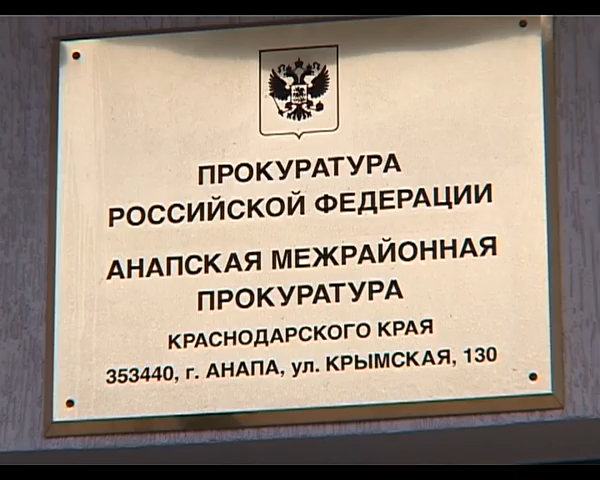 ПРОКУРАТУРА
РОССИЙСКОЙ ФЕДЕРАЦИИ
АНАПСКАЯ МЕЖРАЙОННАЯ
ПРОКУРАТУРА
КРАСНОДАРСКОГО КРАЯ
353440, г. АНАПА, ул. КРЫМСКАЯ, 130